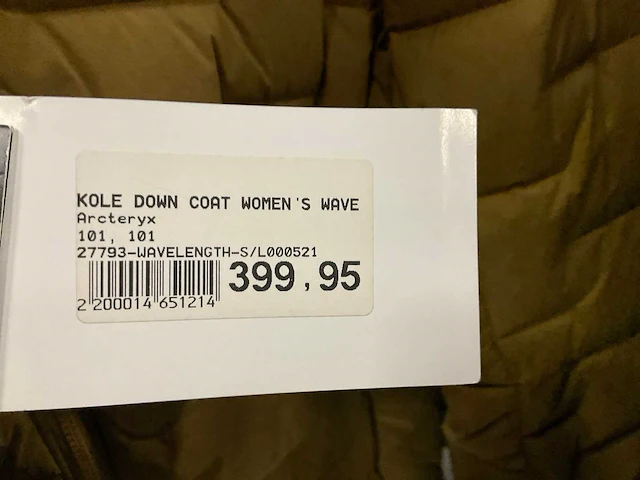 KOLE DOWN COAT WOMEN'S WAVE
Arcteryx
101, 101
27793-WAVELENGTH-S/L000521
399,95
2 200014 651214